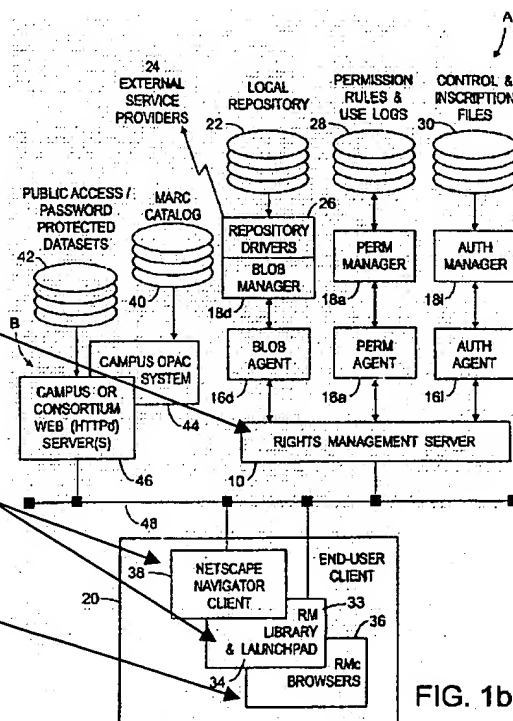 A
24
EXTERNAL
SERVICE
PROVIDERS
LOCAL
REPOSITORY
22
PERMISSION
RULES &
USE LOGS
28
CONTROL &
INSCRIPTION
FILES
30
PUBLIC ACCESS /
PASSWORD
PROTECTED
DATASETS
42
MARC
CATALOG
40
26
REPOSITORY
DRIVERS
BLOB
MANAGER
18d
PERM
MANAGER
18a
AUTH
MANAGER
18l
B
CAMPUS OPAC
SYSTEM
44
BLOB
AGENT
16d
PERM
AGENT
16a
AUTH
AGENT
16l
CAMPUS OR
CONSORTIUM
WEB (HTTPd)
SERVER(S)
46
RIGHTS MANAGEMENT SERVER
10
48
20
38
NETSCAPE
NAVIGATOR
CLIENT
END-USER
CLIENT
33
RM
LIBRARY
& LAUNCHPAD
34
36
RMc
BROWSERS
FIG. 1b